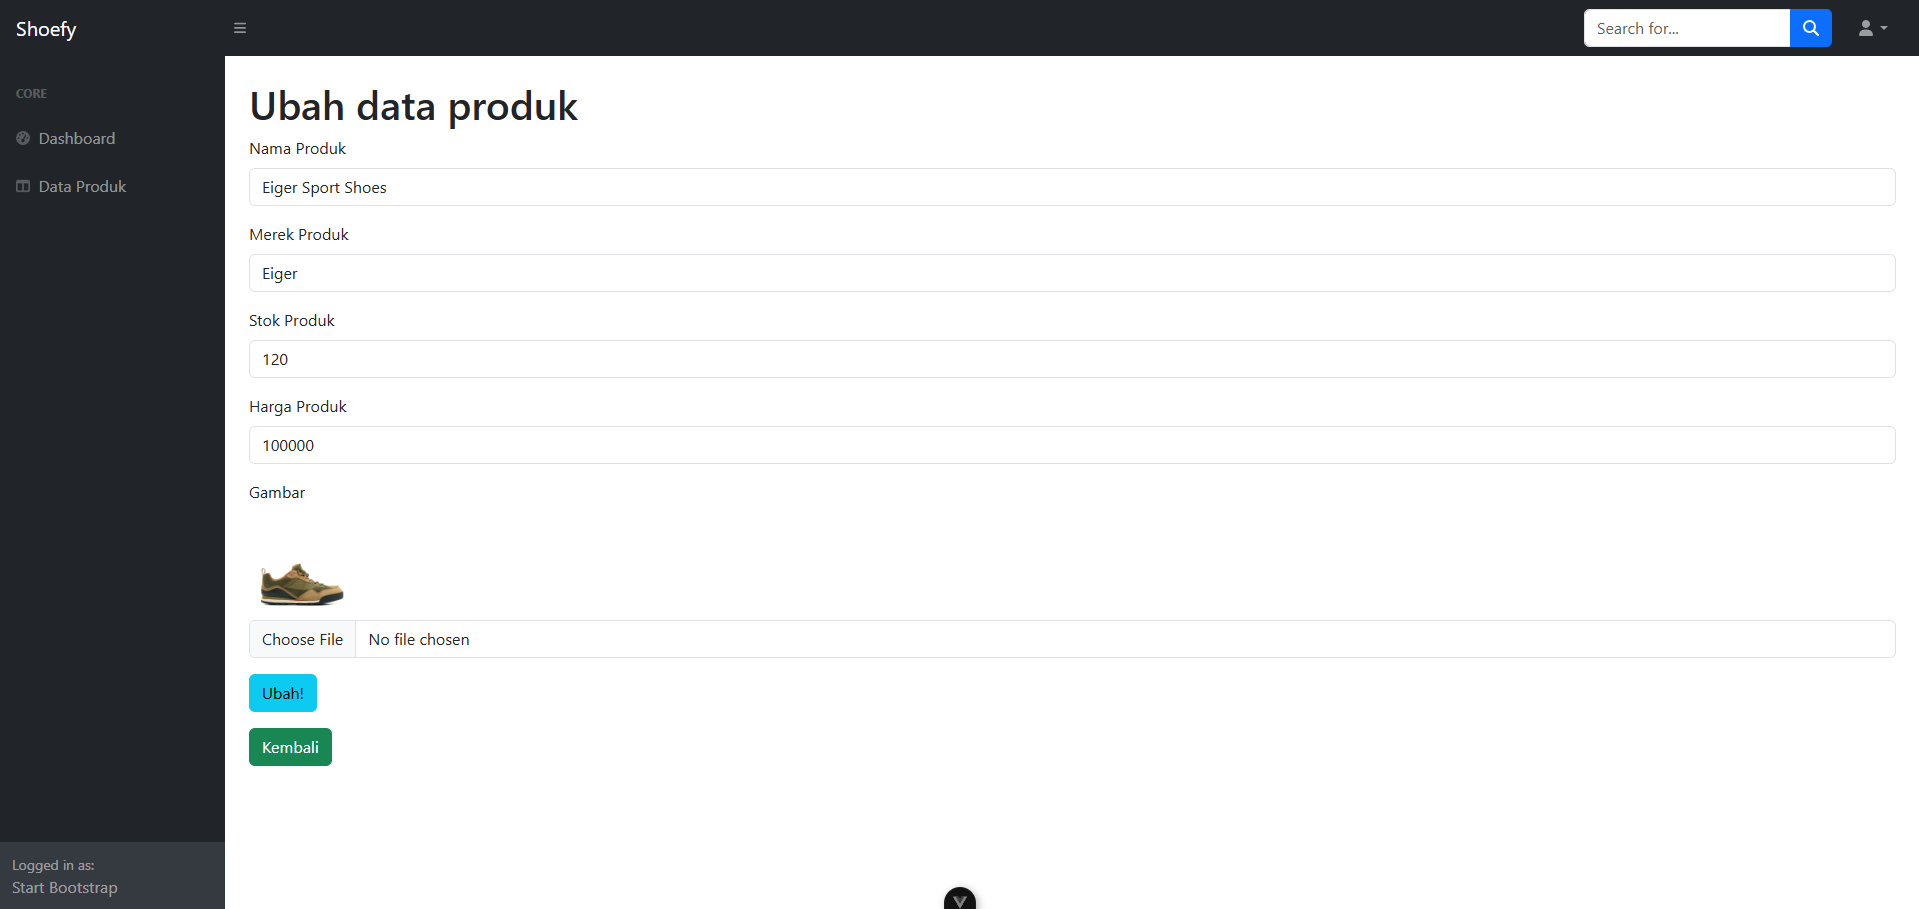 Shoefy
Search for...
CORE
Dashboard
Data Produk
Ubah data produk
Nama Produk
Eiger Sport Shoes
Merek Produk
Eiger
Stok Produk
120
Harga Produk
100000
Gambar
Choose File No file chosen
Ubah!
Kembali
Logged in as:
Start Bootstrap